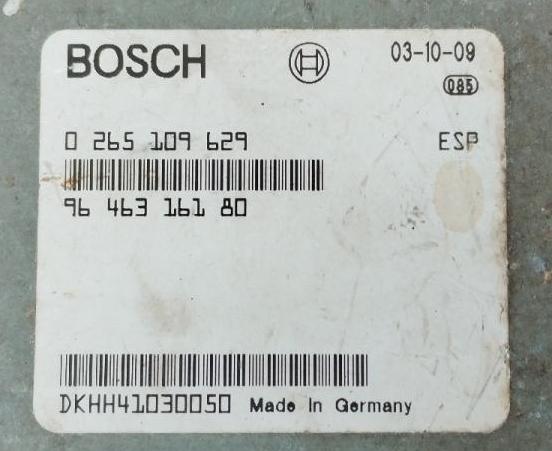 BOSCH 03-10-09
085
0 265 109 629 ESP
96 463 161 80
DKHH41030050 Made In Germany